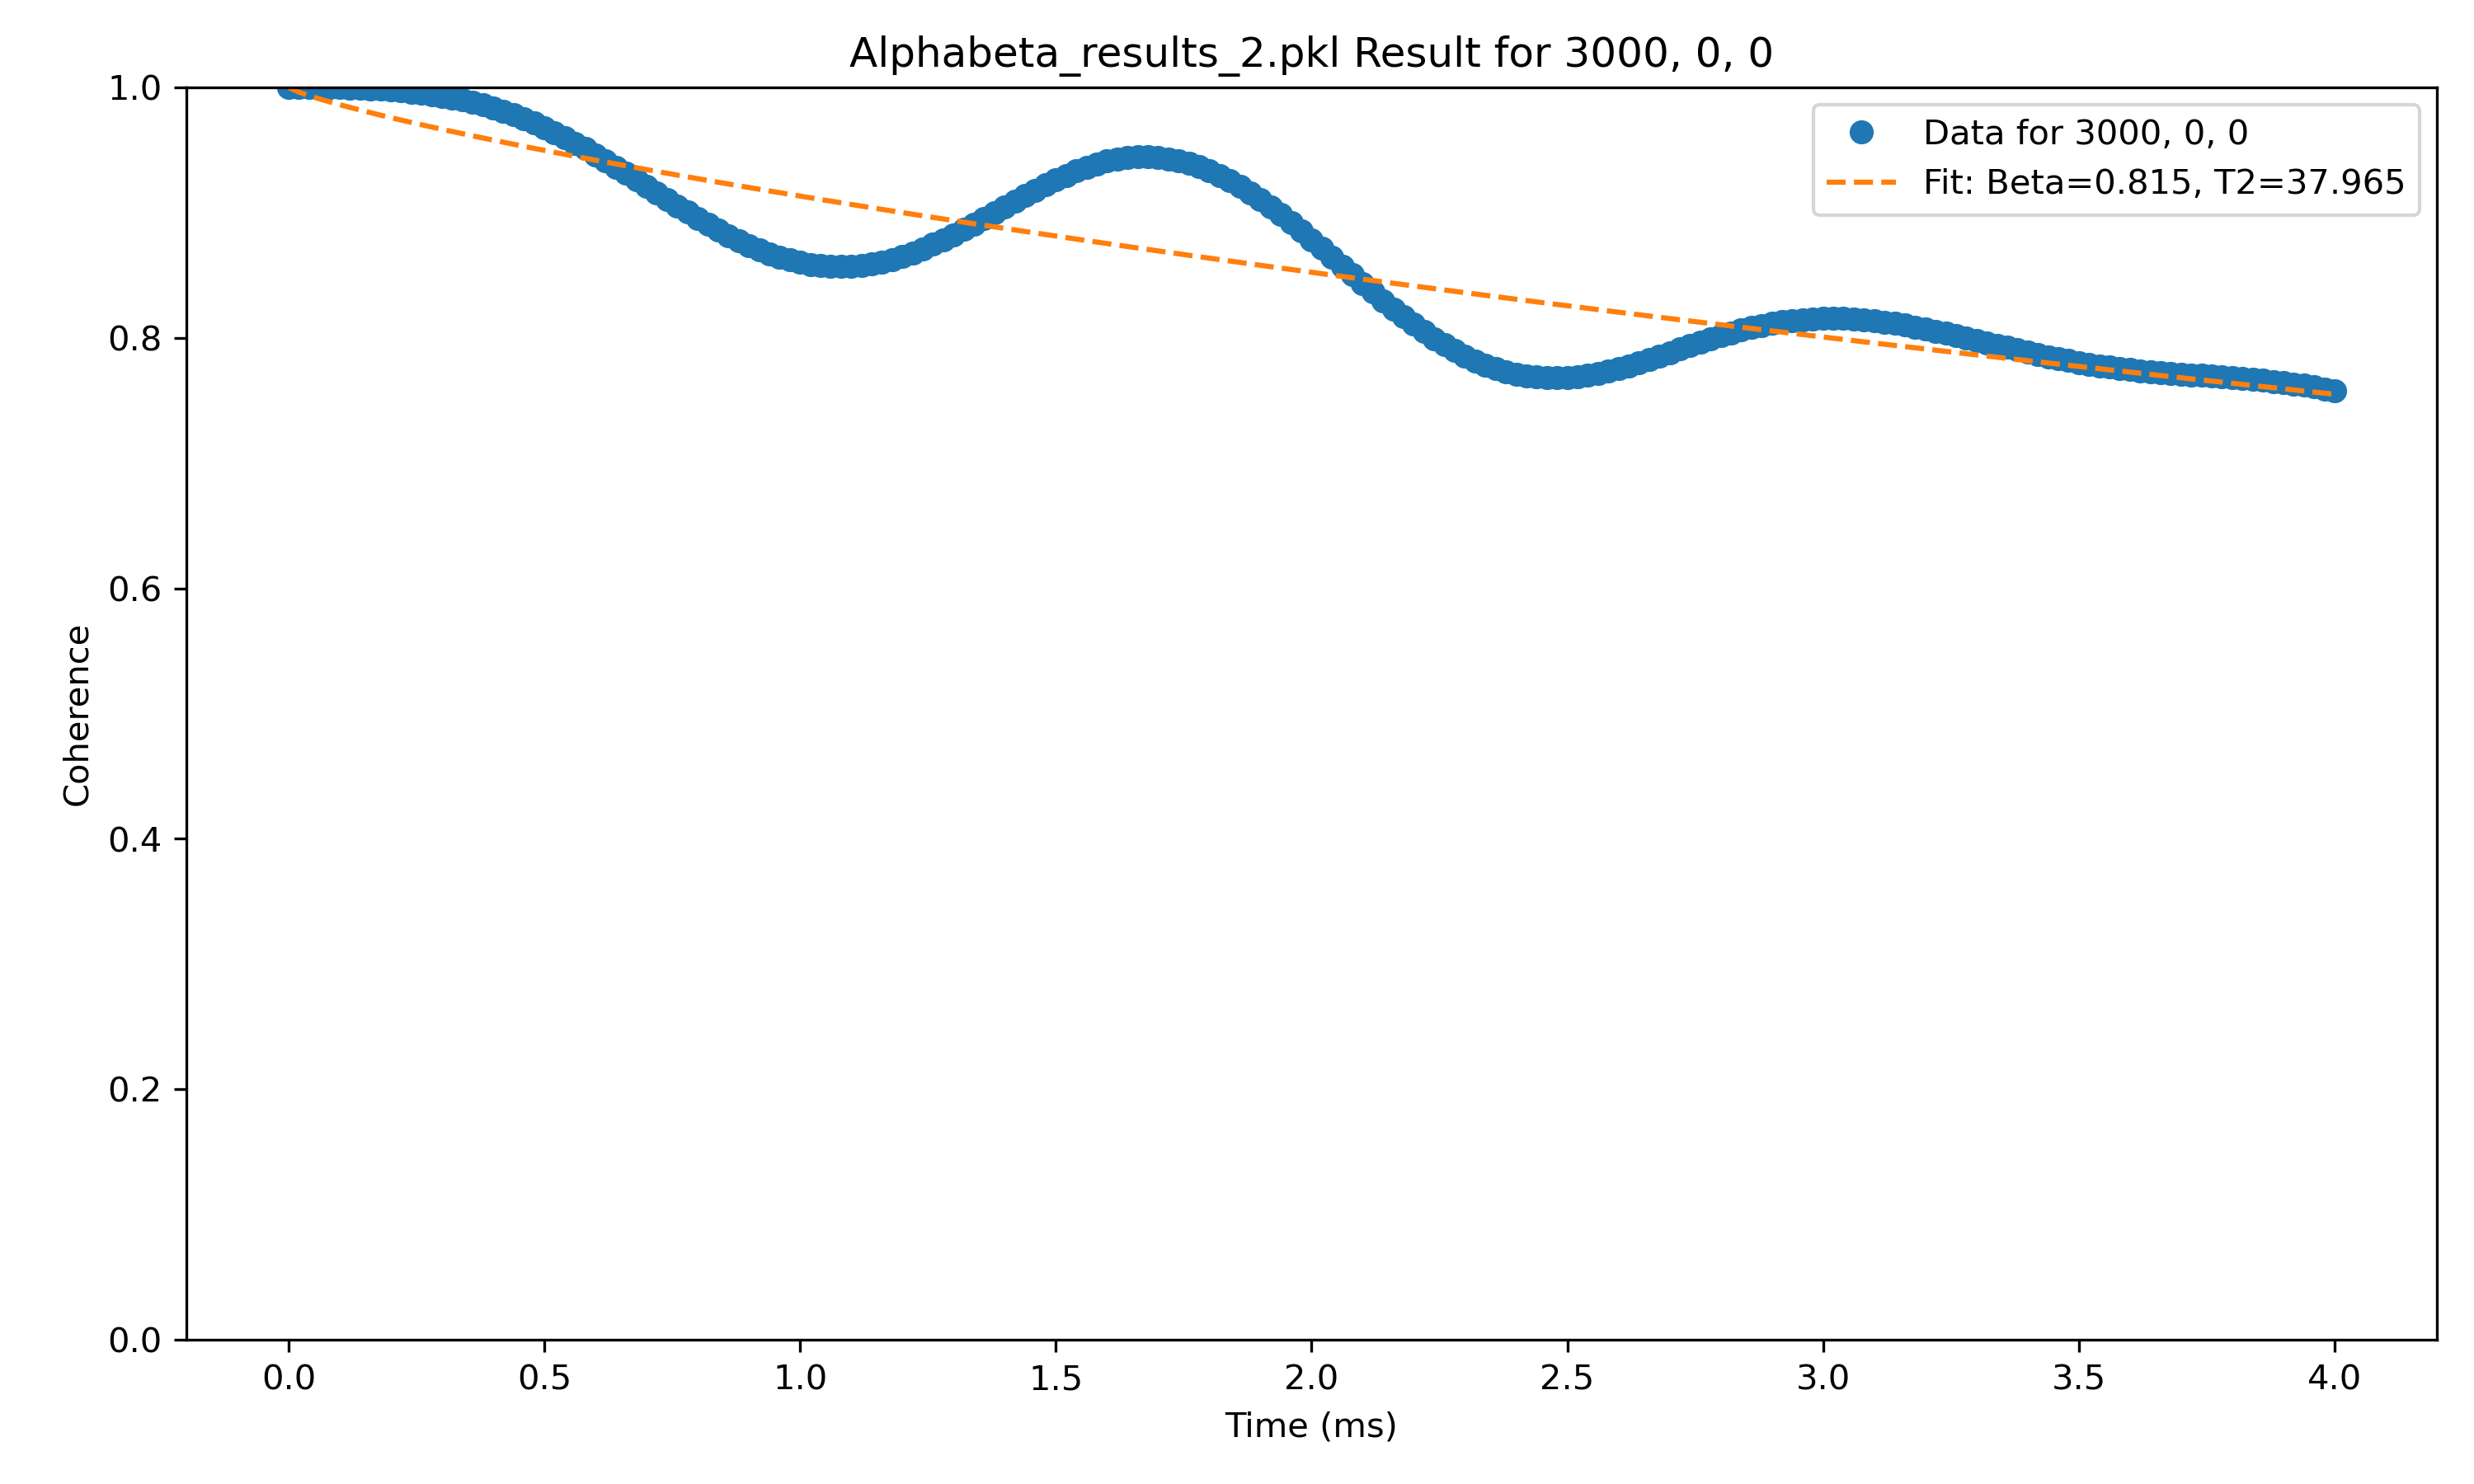 Alphabeta_results_2.pkl Result for 3000, 0, 0
Data for 3000, 0, 0
Fit: Beta=0.815, T2=37.965
Coherence
1.0
0.8
0.6
0.4
0.2
0.0
0.0 0.5 1.0 1.5 2.0 2.5 3.0 3.5 4.0
Time (ms)